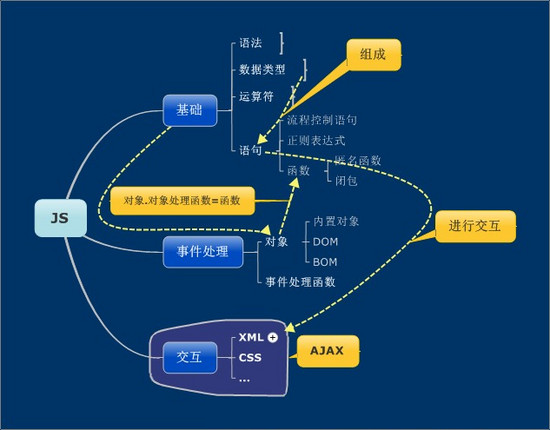 JS
基础
语法
数据类型
运算符
语句
流程控制语句
正则表达式
函数
匿名函数
闭包
组成
对象.对象处理函数=函数
事件处理
对象
内置对象
DOM
BOM
事件处理函数
进行交互
交互
XML
CSS
...
AJAX